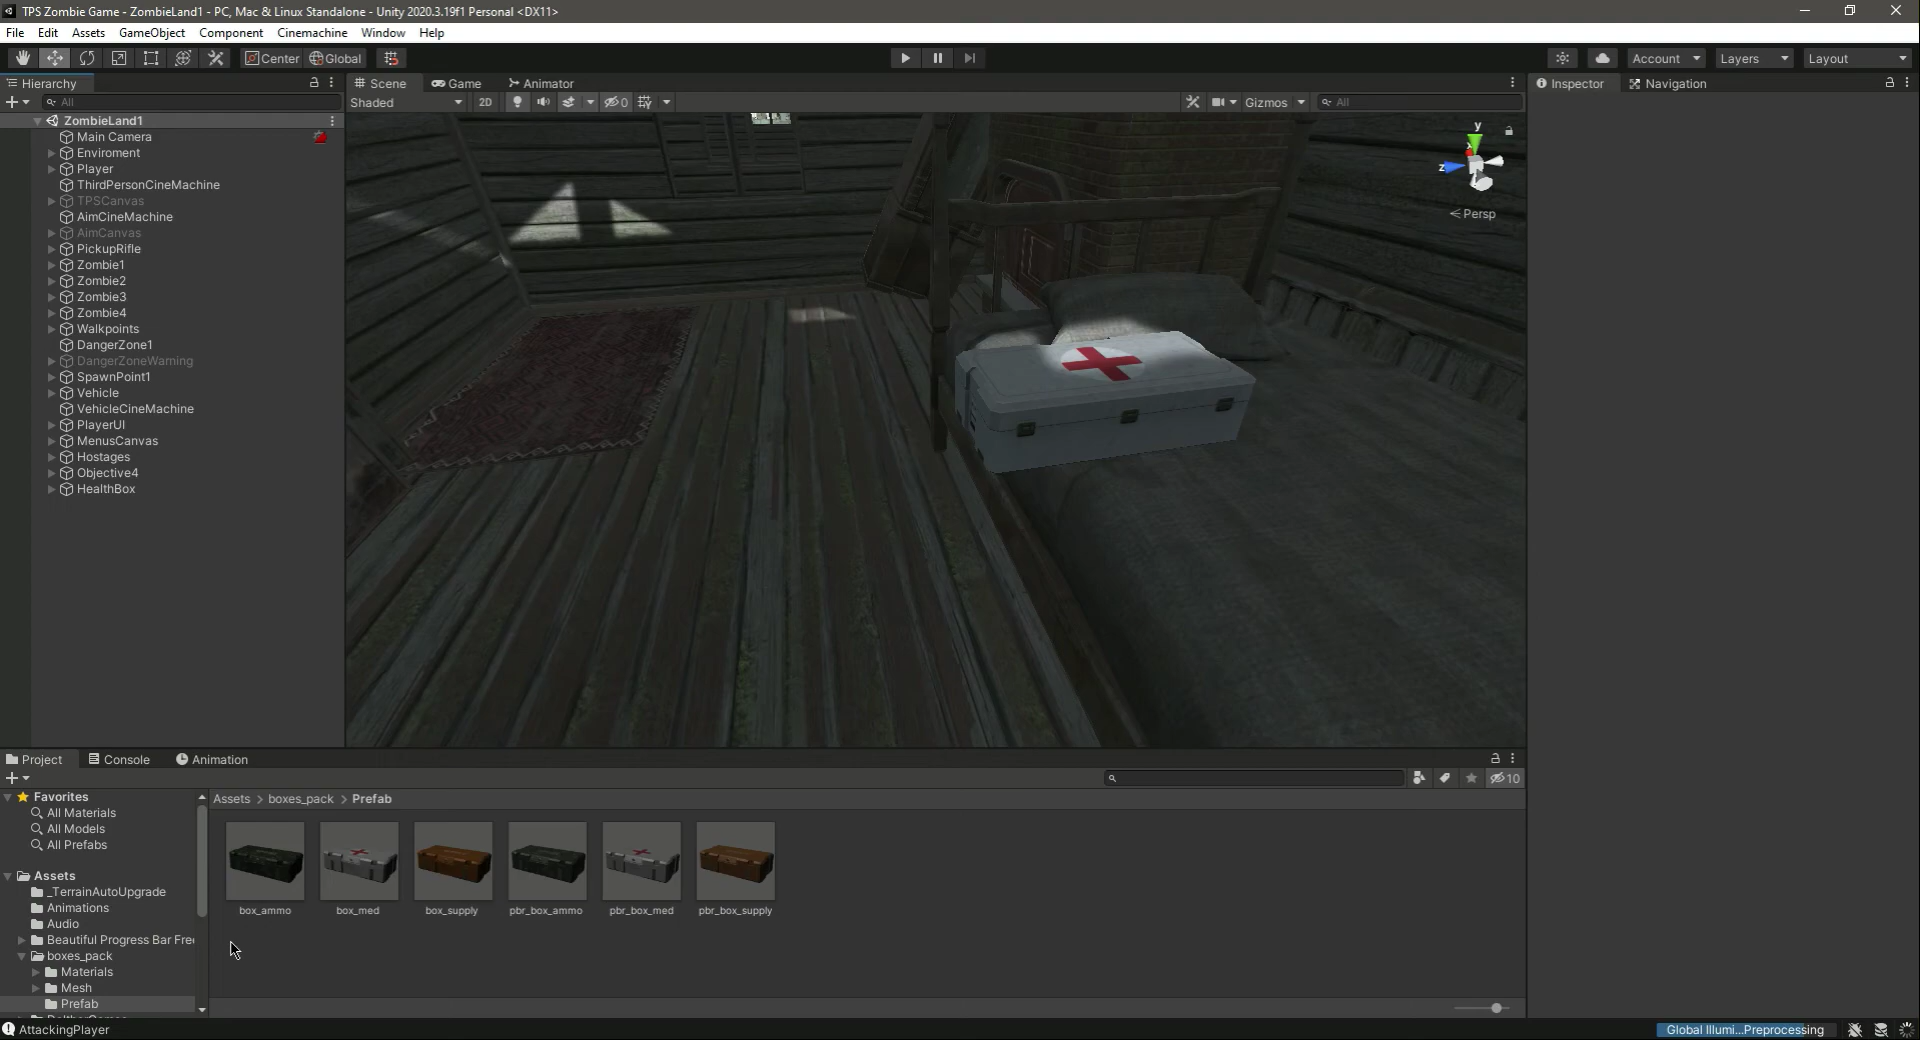 TPS Zombie Game - ZombieLand1 - PC, Mac & Linux Standalone - Unity 2020.3.19f1 Personal <DX11>
File Edit Assets GameObject Component Cinemachine Window Help
Center Global Account Layers Layout
Hierarchy Scene Game Animator Inspector Navigation
All Shaded 2D 0 Gizmos All
ZombieLand1
Main Camera
Enviroment
Player
ThirdPersonCineMachine
TPSCanvas
AimCineMachine
AimCanvas
PickupRifle
Zombie1
Zombie2
Zombie3
Zombie4
Walkpoints
DangerZone1
DangerZoneWarning
SpawnPoint1
Vehicle
VehicleCineMachine
PlayerUI
MenusCanvas
Hostages
Objective4
HealthBox
y
x
z
< Persp
Project Console Animation
10
Favorites
All Materials
All Models
All Prefabs
Assets
_TerrainAutoUpgrade
Animations
Audio
Beautiful Progress Bar Free
boxes_pack
Materials
Mesh
Prefab
Assets > boxes_pack > Prefab
box_ammo box_med box_supply pbr_box_ammo pbr_box_med pbr_box_supply
AttackingPlayer
Global Illumi...Preprocessing